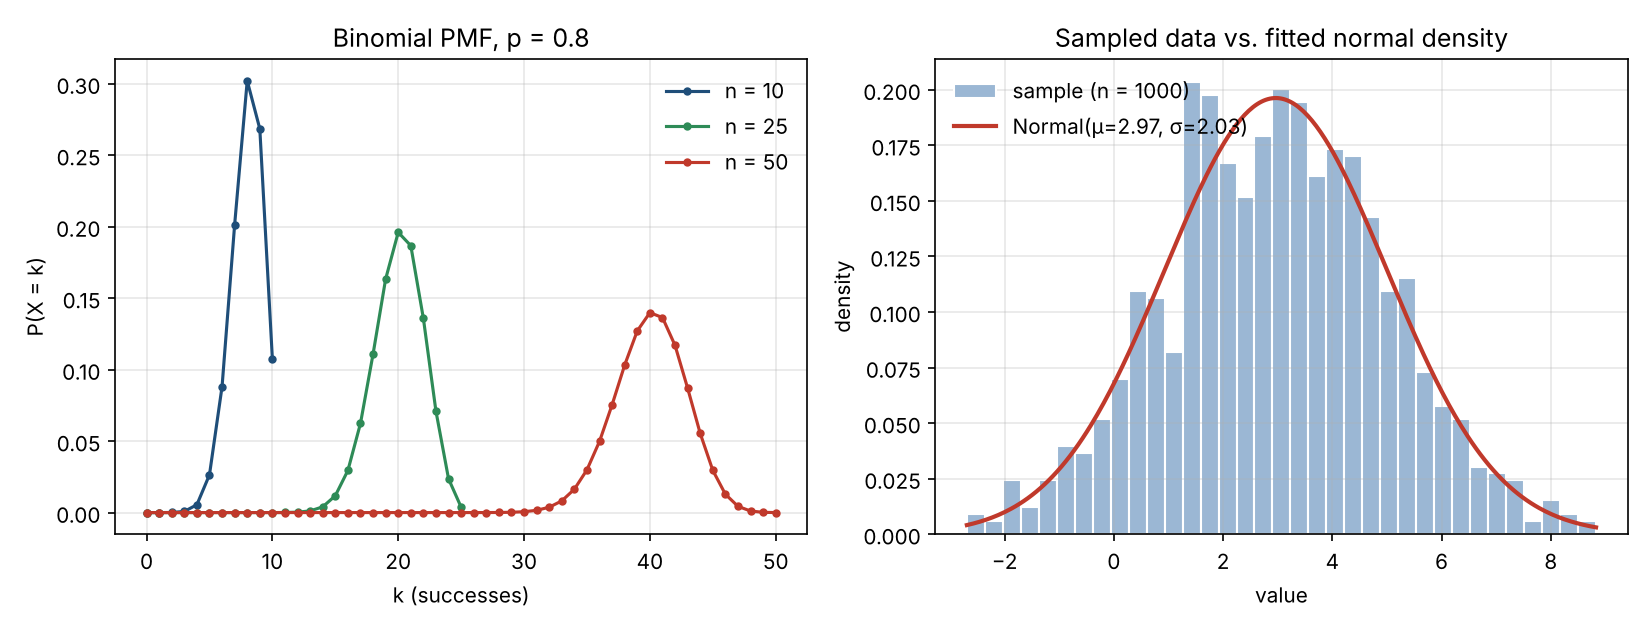 Binomial PMF, p = 0.8
P(X = k)
0.30
0.25
0.20
0.15
0.10
0.05
0.00
n = 10
n = 25
n = 50
0 10 20 30 40 50
k (successes)
Sampled data vs. fitted normal density
density
0.200
0.175
0.150
0.125
0.100
0.075
0.050
0.025
0.000
sample (n = 1000)
Normal(μ=2.97, σ=2.03)
−2 0 2 4 6 8
value